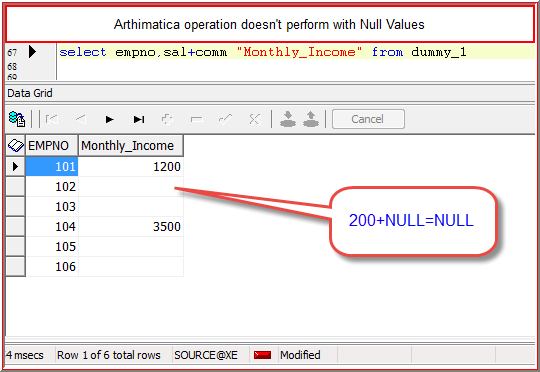 Arthimatica operation doesn't perform with Null Values
67 select empno,sal+comm "Monthly_Income" from dummy_1
68
69
Data Grid
Cancel
EMPNO Monthly_Income
101 1200
102
103
104 3500
105
106
200+NULL=NULL
4 msecs Row 1 of 6 total rows SOURCE@XE Modified